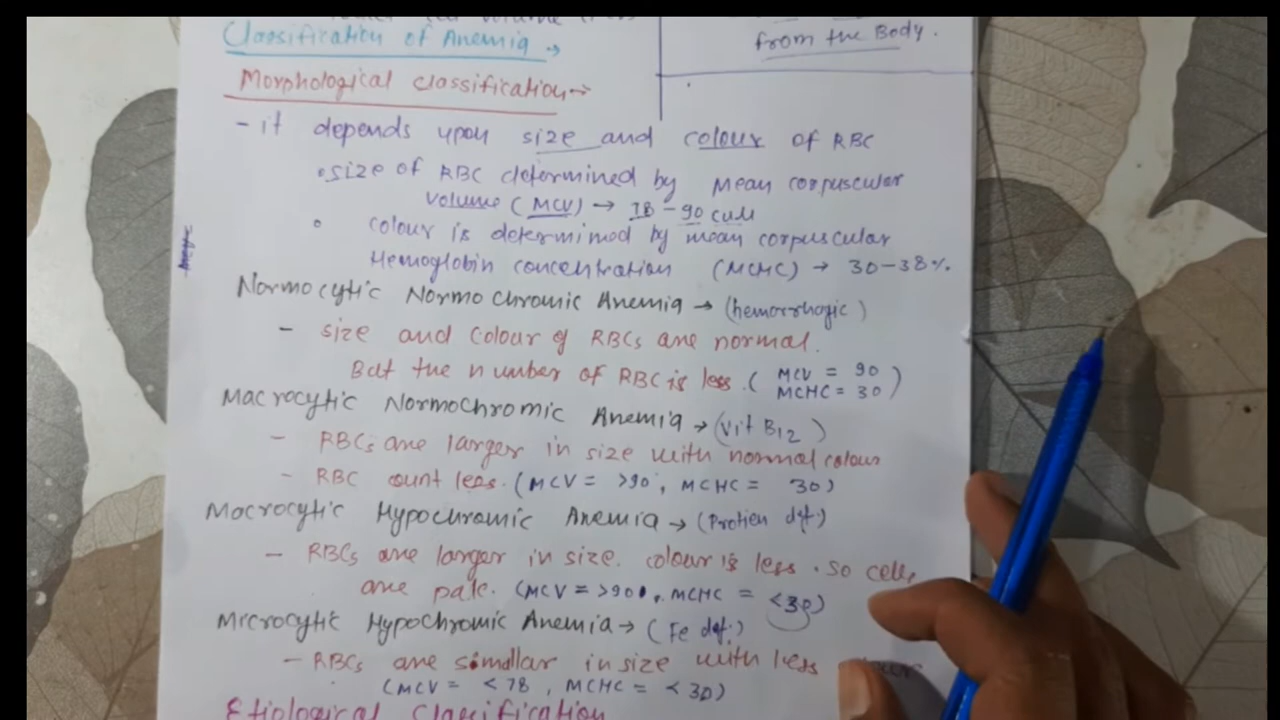 Classification of Anemia →
from the Body.
Morphological classification →
- it depends upon size and colour of RBC
• size of RBC determined by Mean corpuscular
volume (MCV) → 78 - 90 cuM
• colour is determimed by mean corpuscular
Hemoglobin concentration (MCHC) → 30-38%.
Normocytic Normochromic Anemia → (hemorrhagic)
- size and colour of RBCs are normal.
But the number of RBC is less. ( MCV = 90
MCHC = 30 )
Macrocytic Normochromic Anemia → (vit B12 )
- RBCs are larger in size with normal colour
- RBC count less. (MCV = >90, MCHC = 30)
Macrocytic Hypochromic Anemia → (Protien def.)
- RBCs are larger in size. colour is less. so cells
are pale. (MCV = >90, MCHC = <30)
Microcytic Hypochromic Anemia → ( Fe def.)
- RBCs are similar in size with less
(MCV = <78, MCHC = <30)
Etiological classification